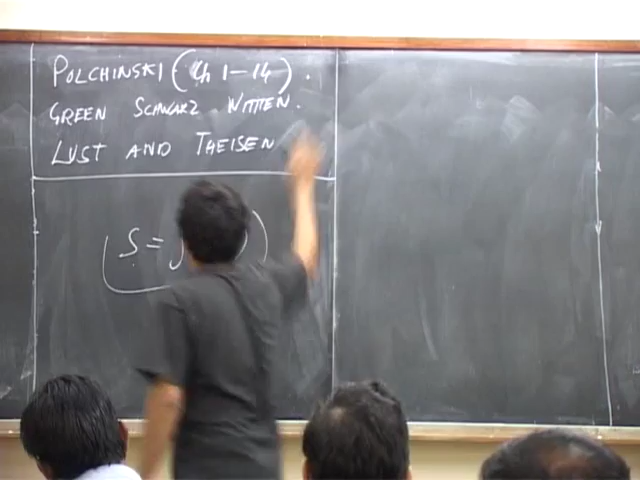 POLCHINSKI (Ch 1-14).
GREEN SCHWARZ WITTEN.
LUST AND THEISEN
S = ∫